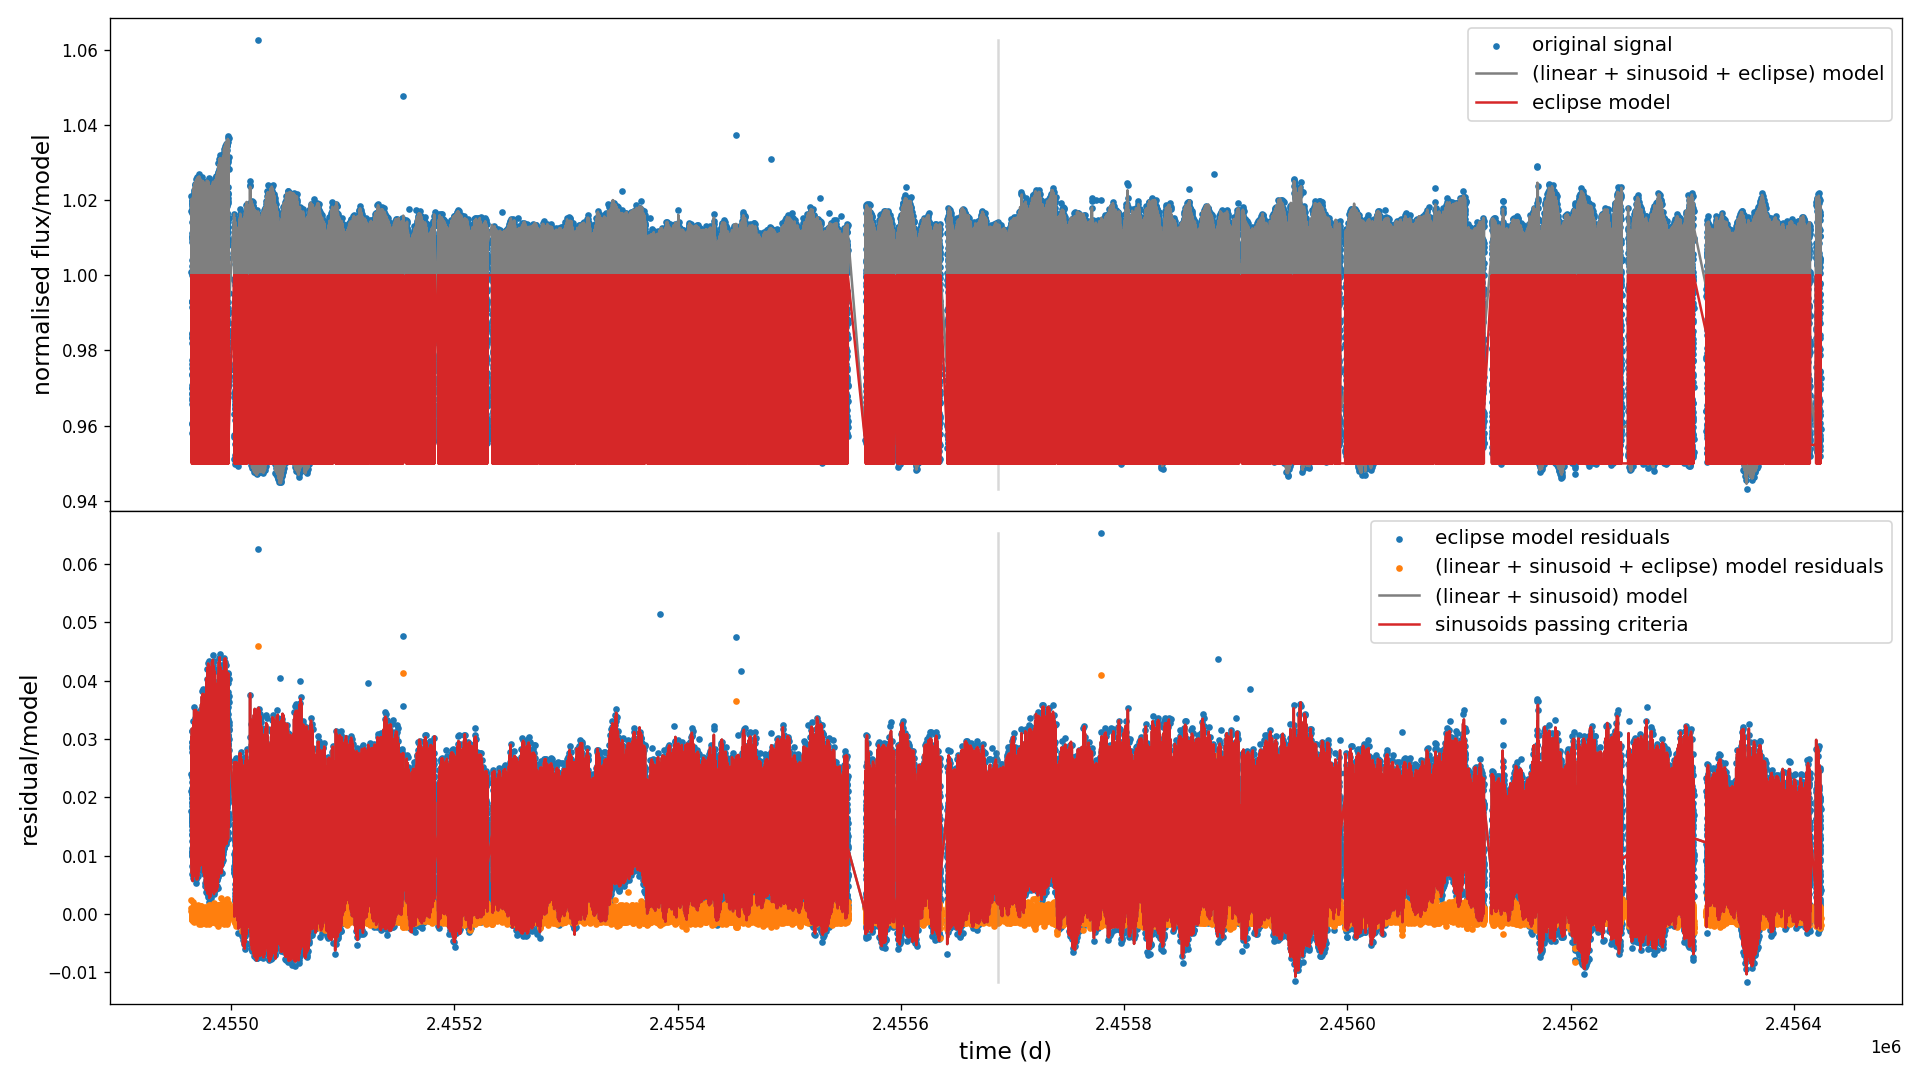 1.06
1.04
1.02
1.00
0.98
0.96
0.94
normalised flux/model
original signal
(linear + sinusoid + eclipse) model
eclipse model
0.06
0.05
0.04
0.03
0.02
0.01
0.00
−0.01
residual/model
eclipse model residuals
(linear + sinusoid + eclipse) model residuals
(linear + sinusoid) model
sinusoids passing criteria
2.4550 2.4552 2.4554 2.4556 2.4558 2.4560 2.4562 2.4564
1e6
time (d)